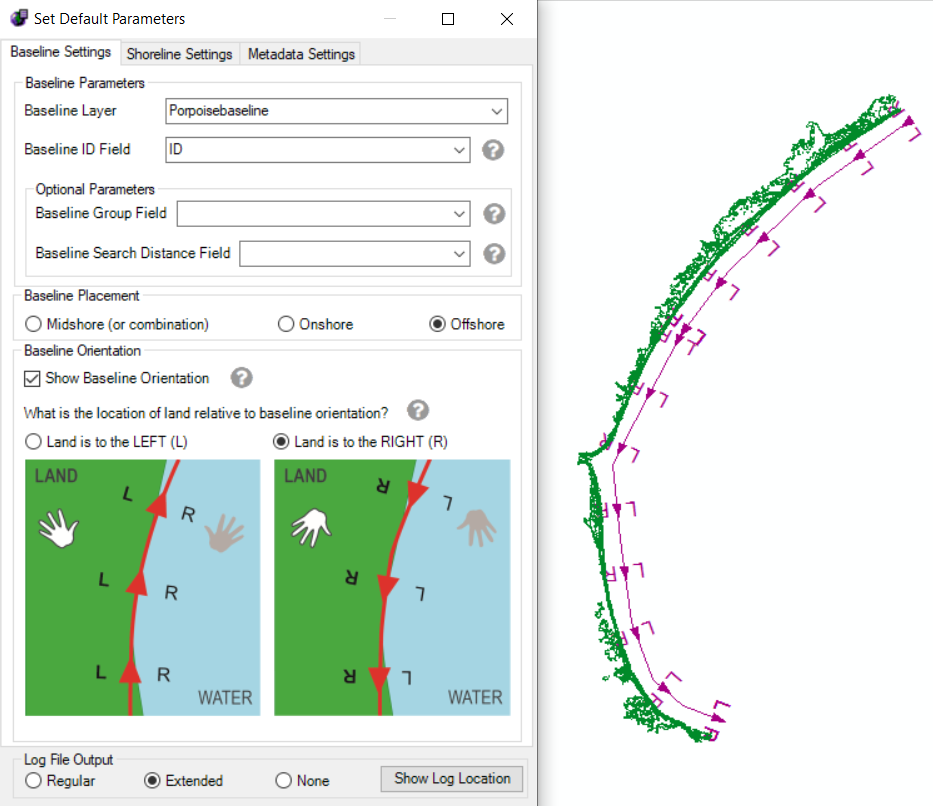 Set Default Parameters
Baseline Settings Shoreline Settings Metadata Settings
Baseline Parameters
Baseline Layer Porpoisebaseline
Baseline ID Field ID ?
Optional Parameters
Baseline Group Field ?
Baseline Search Distance Field ?
Baseline Placement
Midshore (or combination) Onshore Offshore
Baseline Orientation
Show Baseline Orientation ?
What is the location of land relative to baseline orientation? ?
Land is to the LEFT (L) Land is to the RIGHT (R)
LAND L R
L R
L R
WATER
LAND R L
R L
R L
WATER
Log File Output
Regular Extended None Show Log Location
R L
R L
R L
R L
R L
R L
R L
R L
R L
R L
R L
R L
R L
R L